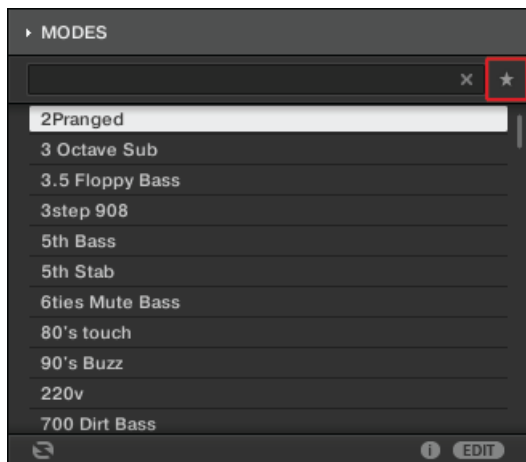 MODES
2Pranged
3 Octave Sub
3.5 Floppy Bass
3step 908
5th Bass
5th Stab
6ties Mute Bass
80's touch
90's Buzz
220v
700 Dirt Bass
i EDIT